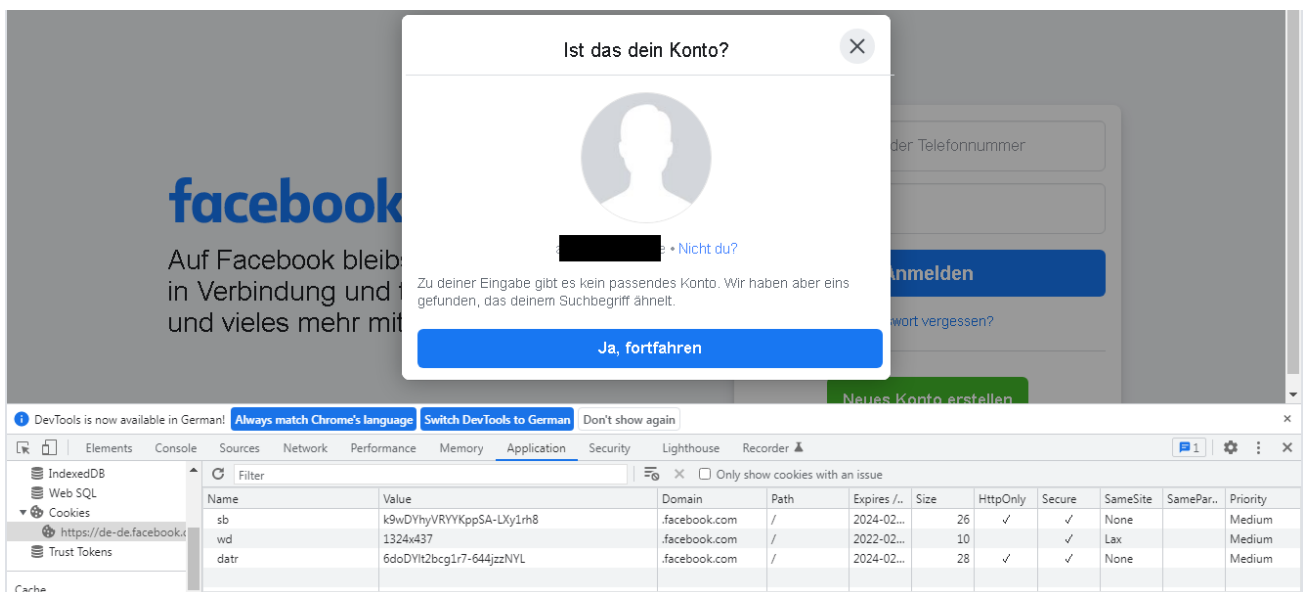 Ist das dein Konto?
der Telefonnummer
facebook
Nicht du?
Auf Facebook
in Verbindung und
und vieles mehr mit
Zu deiner Eingabe gibt es kein passendes Konto. Wir haben aber eins
gefunden, das deinem Suchbegriff ähnelt.
Anmelden
vergessen?
Ja, fortfahren
Neues Konto erstellen
DevTools is now available in German! Always match Chrome's language Switch DevTools to German Don't show again
Elements Console Sources Network Performance Memory Application Security Lighthouse Recorder 1
IndexedDB
Web SQL
Cookies
https://de-de.facebook.c
Trust Tokens
Cache
Filter Only show cookies with an issue
Name Value Domain Path Expires /.. Size HttpOnly Secure SameSite SamePar.. Priority
sb k9wDYhyVRYYKppSA-LXy1rh8 .facebook.com / 2024-02... 26 ✓ ✓ None Medium
wd 1324x437 .facebook.com / 2022-02... 10 ✓ Lax Medium
datr 6doDYlt2bcg1r7-644jzzNYL .facebook.com / 2024-02... 28 ✓ ✓ None Medium